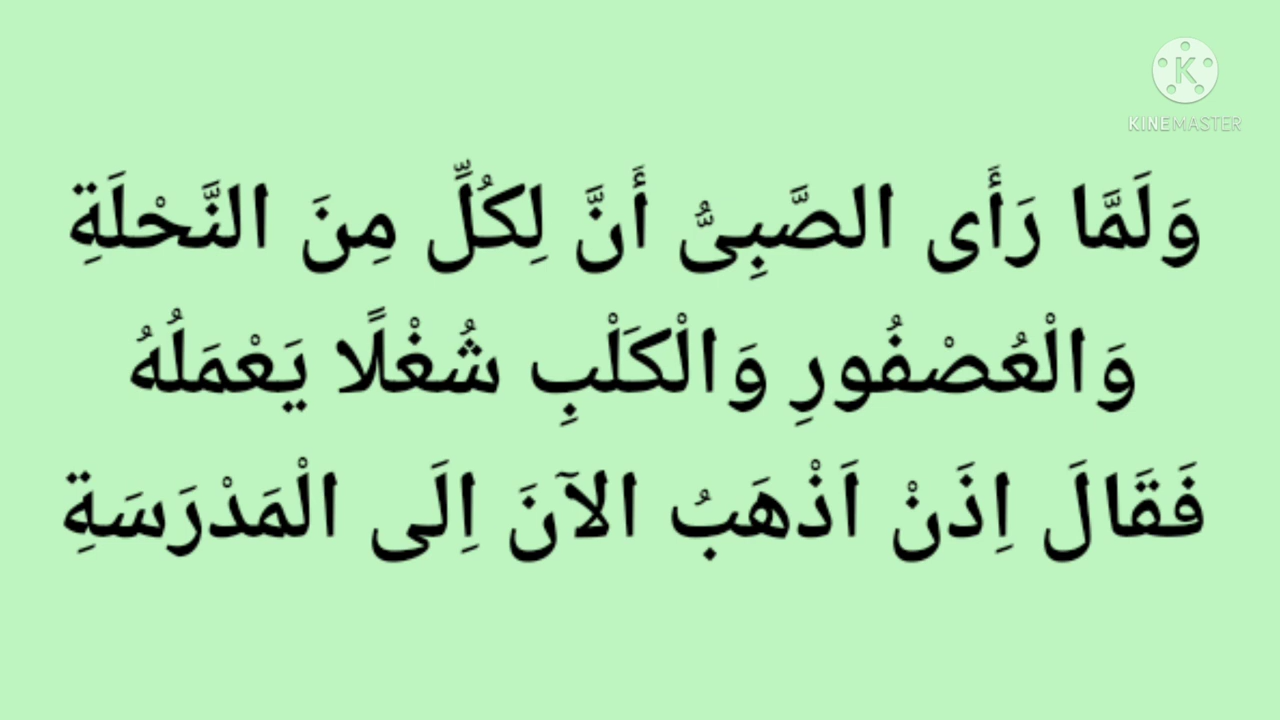 KINEMASTER
وَلَمَّا رَأَى الصَّبِىُّ أَنَّ لِكُلٍّ مِنَ النَّحْلَةِ
وَالْعُصْفُورِ وَالْكَلْبِ شُغْلًا يَعْمَلُهُ
فَقَالَ اِذَنْ اَذْهَبُ الآنَ اِلَى الْمَدْرَسَةِ